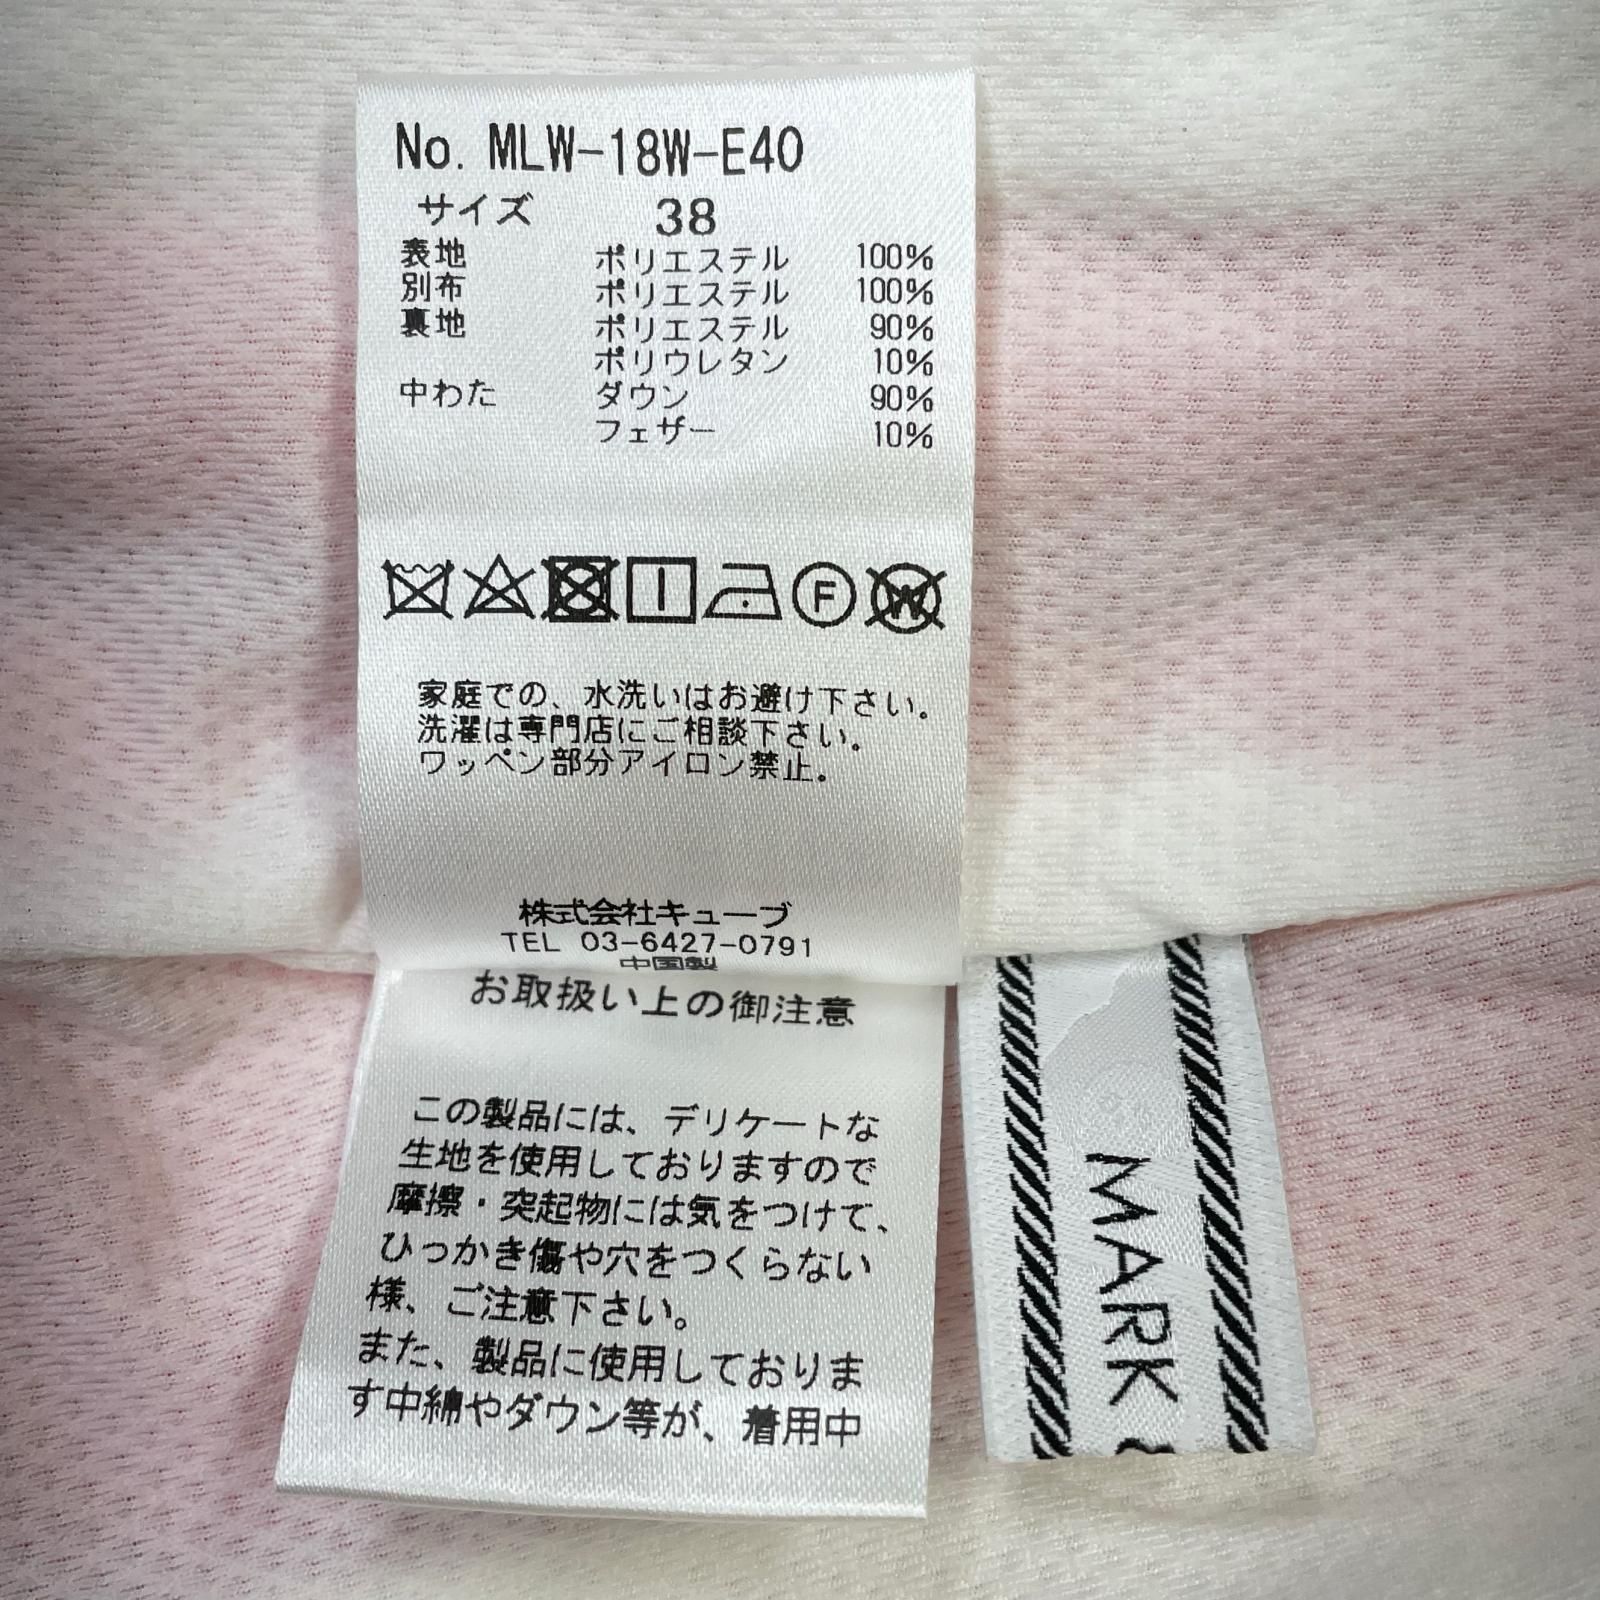 No. MLW-18W-E40
サイズ 38
表地 ポリエステル 100%
別布 ポリエステル 100%
裏地 ポリエステル 90%
ポリウレタン 10%
中わた ダウン 90%
フェザー 10%
F W
家庭での、水洗いはお避け下さい。
洗濯は専門店にご相談下さい。
ワッペン部分アイロン禁止。
株式会社キューブ
TEL 03-6427-0791
中国製
お取扱い上の御注意
この製品には、デリケートな
生地を使用しておりますので
摩擦・突起物には気をつけて、
ひっかき傷や穴をつくらない
様、ご注意下さい。
また、製品に使用しておりま
す中綿やダウン等が、着用中
MARK &